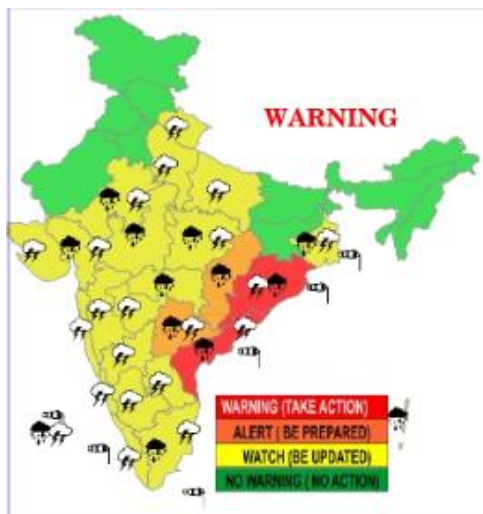 WARNING
WARNING (TAKE ACTION)
ALERT ( BE PREPARED)
WATCH (BE UPDATED)
NO WARNING ( NO ACTION)